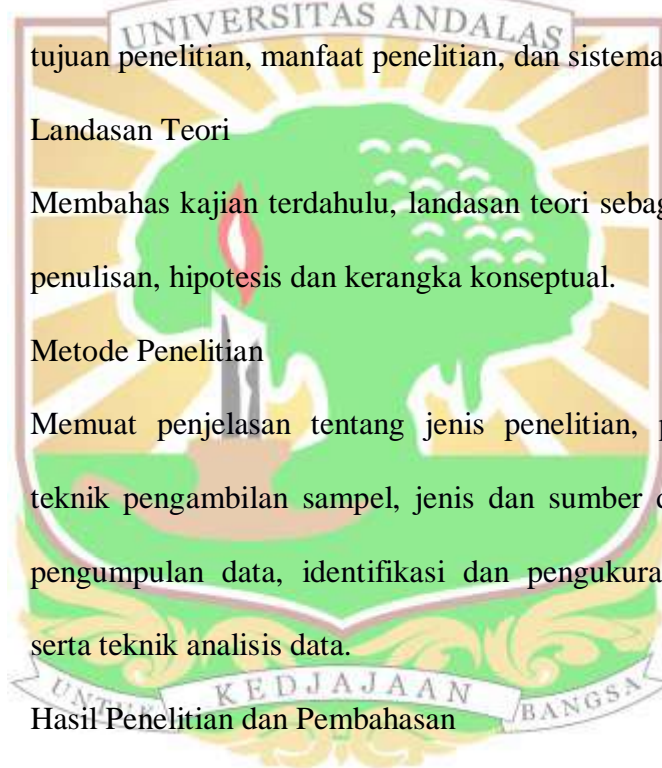 UNIVERSITAS ANDALAS
tujuan penelitian, manfaat penelitian, dan sistema
Landasan Teori
Membahas kajian terdahulu, landasan teori sebag
penulisan, hipotesis dan kerangka konseptual.
Metode Penelitian
Memuat penjelasan tentang jenis penelitian, p
teknik pengambilan sampel, jenis dan sumber d
pengumpulan data, identifikasi dan pengukura
serta teknik analisis data.
UNTUK KEDJAJAAN BANGSA
Hasil Penelitian dan Pembahasan